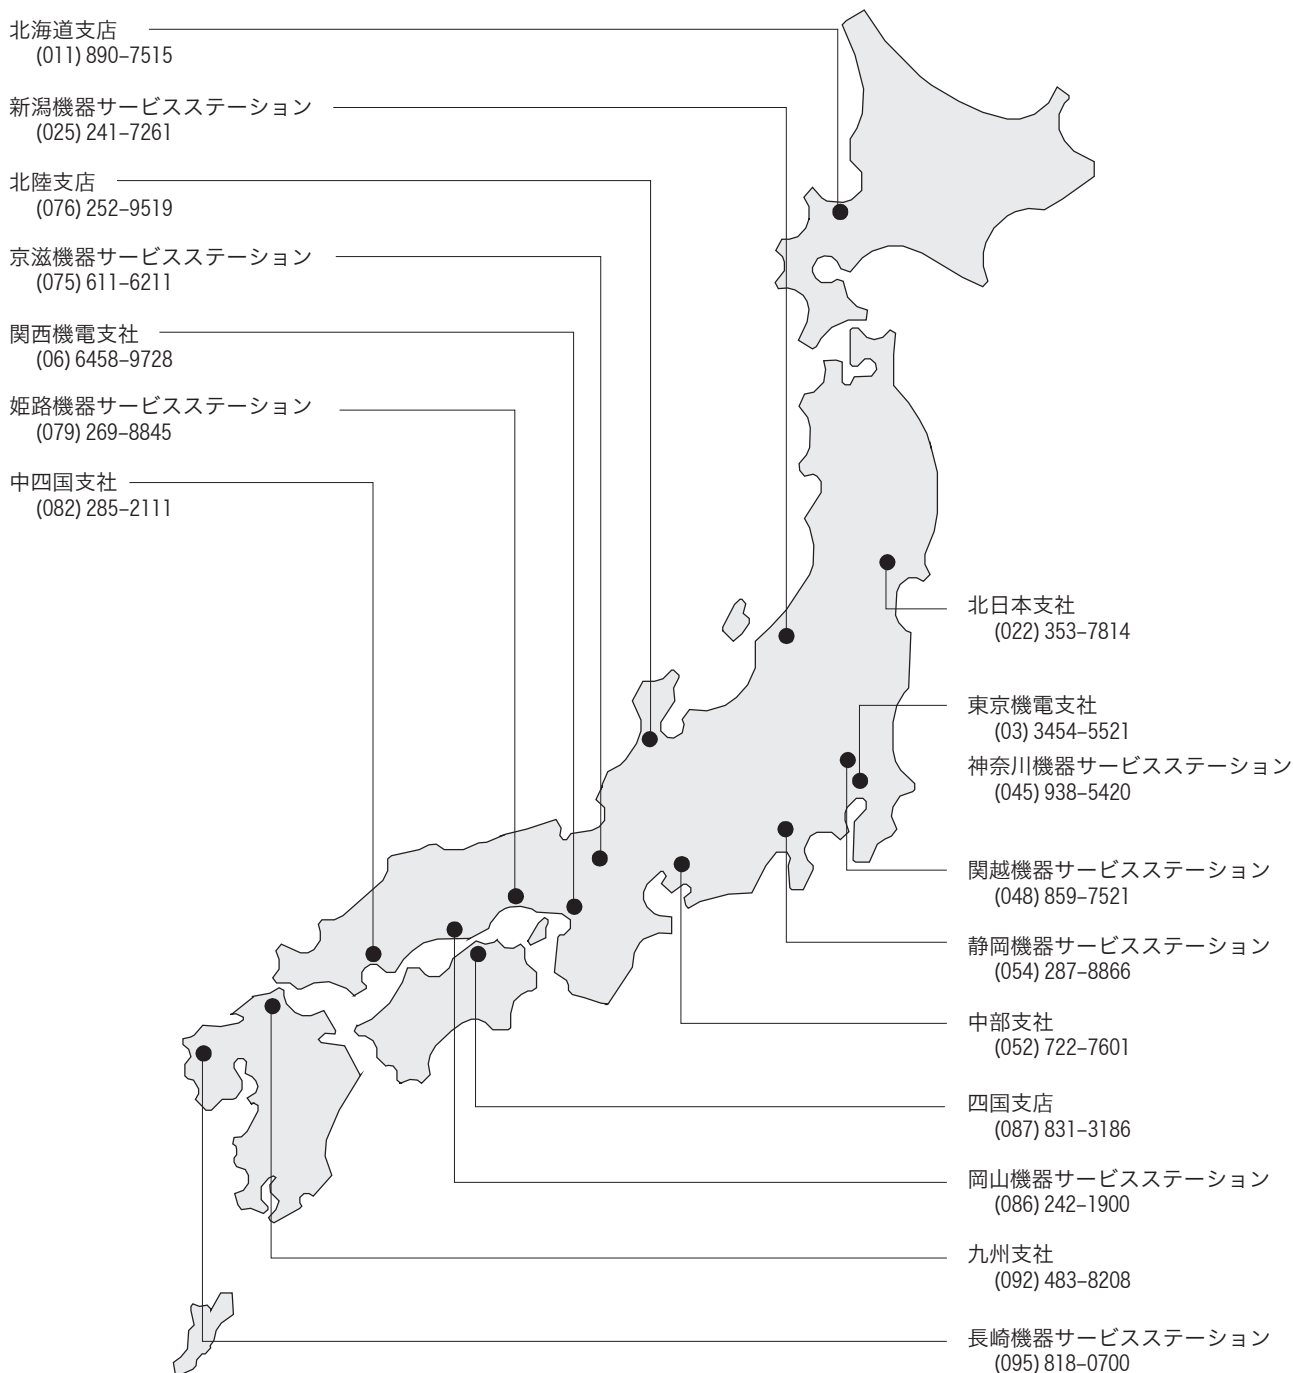 北海道支店
(011) 890–7515
新潟機器サービスステーション
(025) 241–7261
北陸支店
(076) 252–9519
京滋機器サービスステーション
(075) 611–6211
関西機電支社
(06) 6458–9728
姫路機器サービスステーション
(079) 269–8845
中四国支社
(082) 285–2111
北日本支社
(022) 353–7814
東京機電支社
(03) 3454–5521
神奈川機器サービスステーション
(045) 938–5420
関越機器サービスステーション
(048) 859–7521
静岡機器サービスステーション
(054) 287–8866
中部支社
(052) 722–7601
四国支店
(087) 831–3186
岡山機器サービスステーション
(086) 242–1900
九州支社
(092) 483–8208
長崎機器サービスステーション
(095) 818–0700